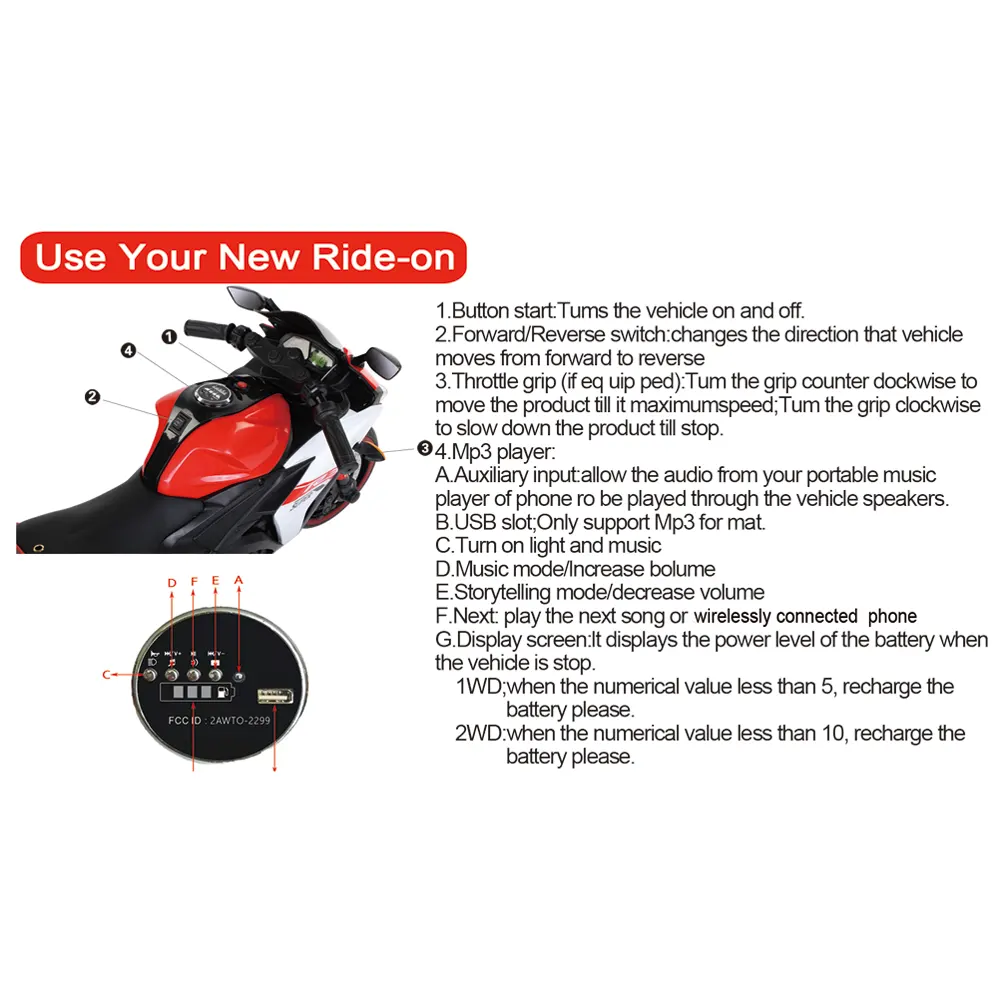 Use Your New Ride-on
1.Button start:Tums the vehicle on and off.
2.Forward/Reverse switch:changes the direction that vehicle
moves from forward to reverse
3.Throttle grip (if eq uip ped):Tum the grip counter dockwise to
move the product till it maximumspeed;Tum the grip clockwise
to slow down the product till stop.
4.Mp3 player:
A.Auxiliary input:allow the audio from your portable music
player of phone ro be played through the vehicle speakers.
B.USB slot;Only support Mp3 for mat.
C.Turn on light and music
D.Music mode/Increase bolume
E.Storytelling mode/decrease volume
F.Next: play the next song or wirelessly connected phone
G.Display screen:It displays the power level of the battery when
the vehicle is stop.
1WD;when the numerical value less than 5, recharge the
battery please.
2WD:when the numerical value less than 10, recharge the
battery please.
1
4
2
3
D F E A
C
V+ V-
FCC ID : 2AWTO-2299